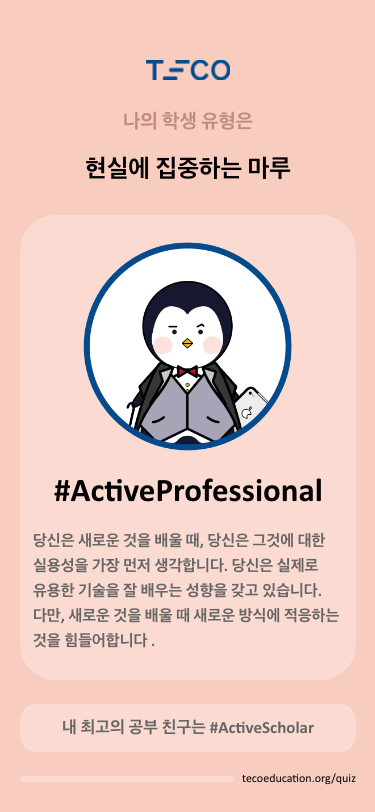 TECO
나의 학생 유형은
현실에 집중하는 마루
#ActiveProfessional
당신은 새로운 것을 배울 때, 당신은 그것에 대한
실용성을 가장 먼저 생각합니다. 당신은 실제로
유용한 기술을 잘 배우는 성향을 갖고 있습니다.
다만, 새로운 것을 배울 때 새로운 방식에 적응하는
것을 힘들어합니다 .
내 최고의 공부 친구는 #ActiveScholar
tecoeducation.org/quiz